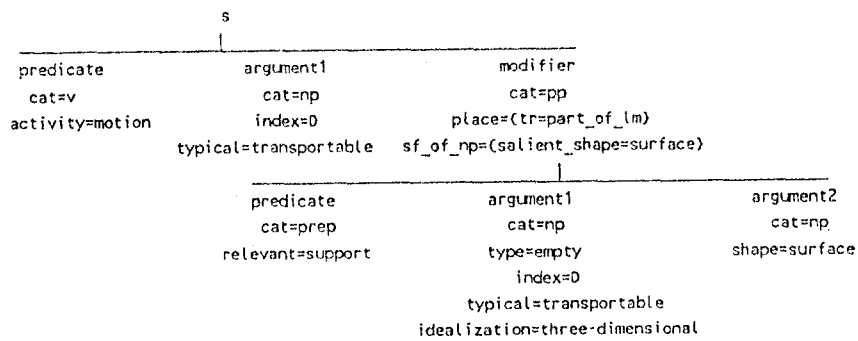 s
predicate argument1 modifier
cat=v cat=np cat=pp
activity=motion index=0 place={tr=part_of_lm}
typical=transportable sf_of_np={salient_shape=surface}
predicate argument1 argument2
cat=prep cat=np cat=np
relevant=support type=empty shape=surface
index=0
typical=transportable
idealization=three-dimensional